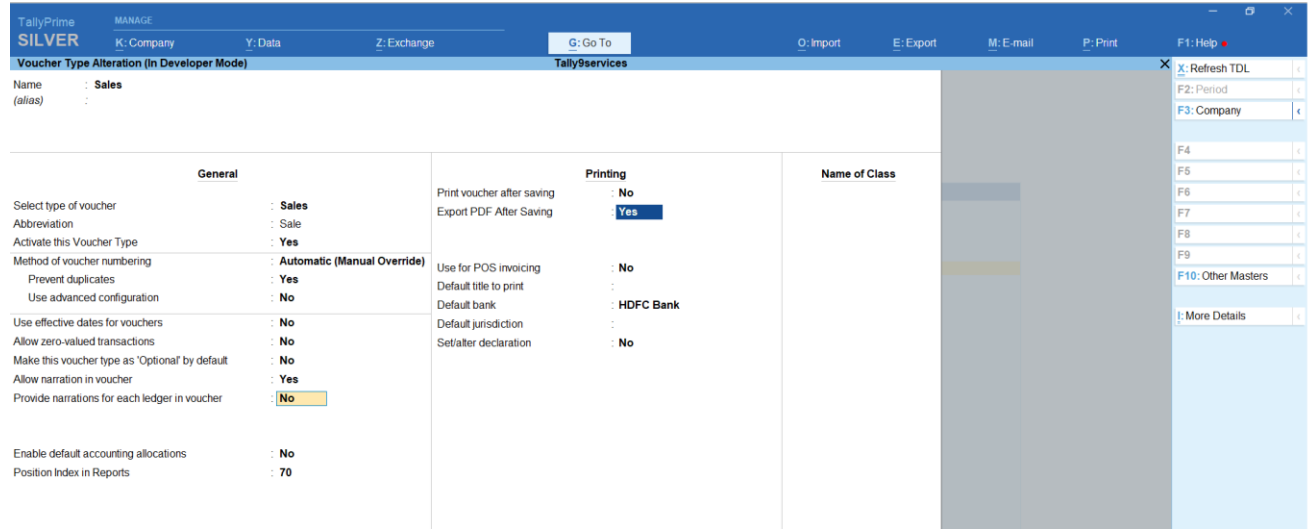 TallyPrime MANAGE
SILVER K: Company Y: Data Z: Exchange G: Go To O: Import E: Export M: E-mail P: Print F1: Help
Voucher Type Alteration (In Developer Mode) Tally9services
Name : Sales
(alias) :
General
Select type of voucher : Sales
Abbreviation : Sale
Activate this Voucher Type : Yes
Method of voucher numbering : Automatic (Manual Override)
Prevent duplicates : Yes
Use advanced configuration : No
Use effective dates for vouchers : No
Allow zero-valued transactions : No
Make this voucher type as 'Optional' by default : No
Allow narration in voucher : Yes
Provide narrations for each ledger in voucher : No
Enable default accounting allocations : No
Position Index in Reports : 70
Printing
Print voucher after saving : No
Export PDF After Saving : Yes
Use for POS invoicing : No
Default title to print :
Default bank : HDFC Bank
Default jurisdiction :
Set/alter declaration : No
Name of Class
X: Refresh TDL
F2: Period
F3: Company
F4
F5
F6
F7
F8
F9
F10: Other Masters
I: More Details